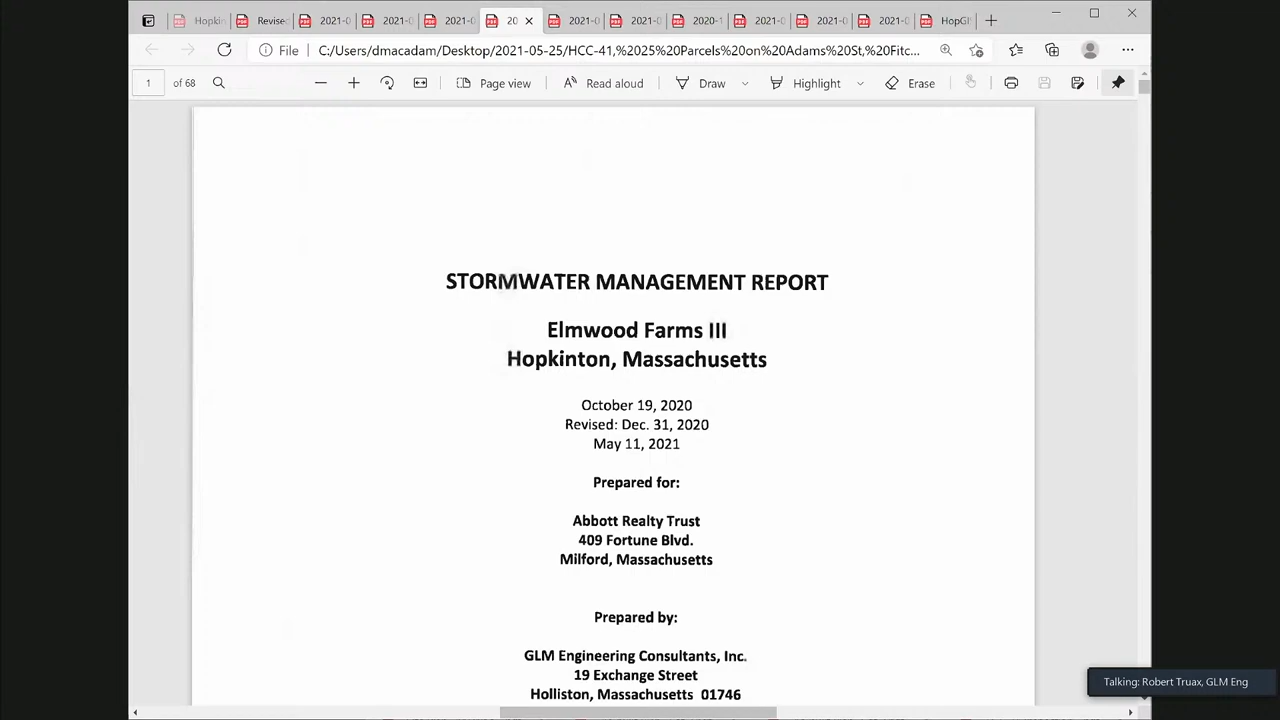 Hopkin
Revised
2021-0
2021-0
2021-0
20
2021-0
2021-0
2020-1
2021-0
2021-0
2021-0
HopGI
File
C:/Users/dmacadam/Desktop/2021-05-25/HCC-41,%2025%20Parcels%20on%20Adams%20St,%20Fitc...
1 of 68
Page view
Read aloud
Draw
Highlight
Erase
STORMWATER MANAGEMENT REPORT
Elmwood Farms III
Hopkinton, Massachusetts
October 19, 2020
Revised: Dec. 31, 2020
May 11, 2021
Prepared for:
Abbott Realty Trust
409 Fortune Blvd.
Milford, Massachusetts
Prepared by:
GLM Engineering Consultants, Inc.
19 Exchange Street
Holliston, Massachusetts 01746
Talking: Robert Truax, GLM Eng